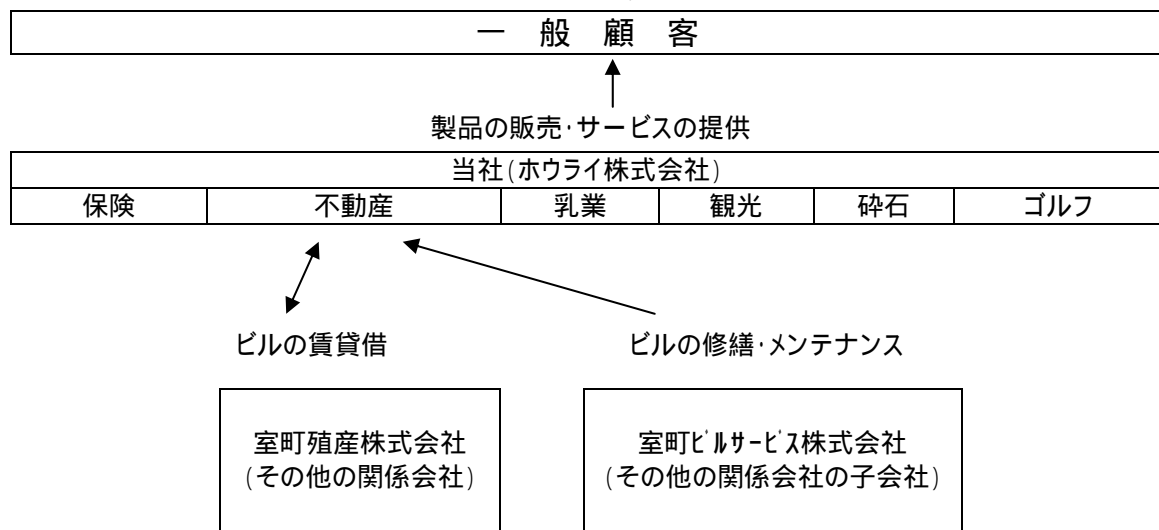 一 般 顧 客
製品の販売・サービスの提供
当社(ホウライ株式会社)
保険 不動産 乳業 観光 砕石 ゴルフ
ビルの賃貸借 ビルの修繕・メンテナンス
室町殖産株式会社 室町ﾋﾞﾙｻｰﾋﾞｽ株式会社
(その他の関係会社) (その他の関係会社の子会社)